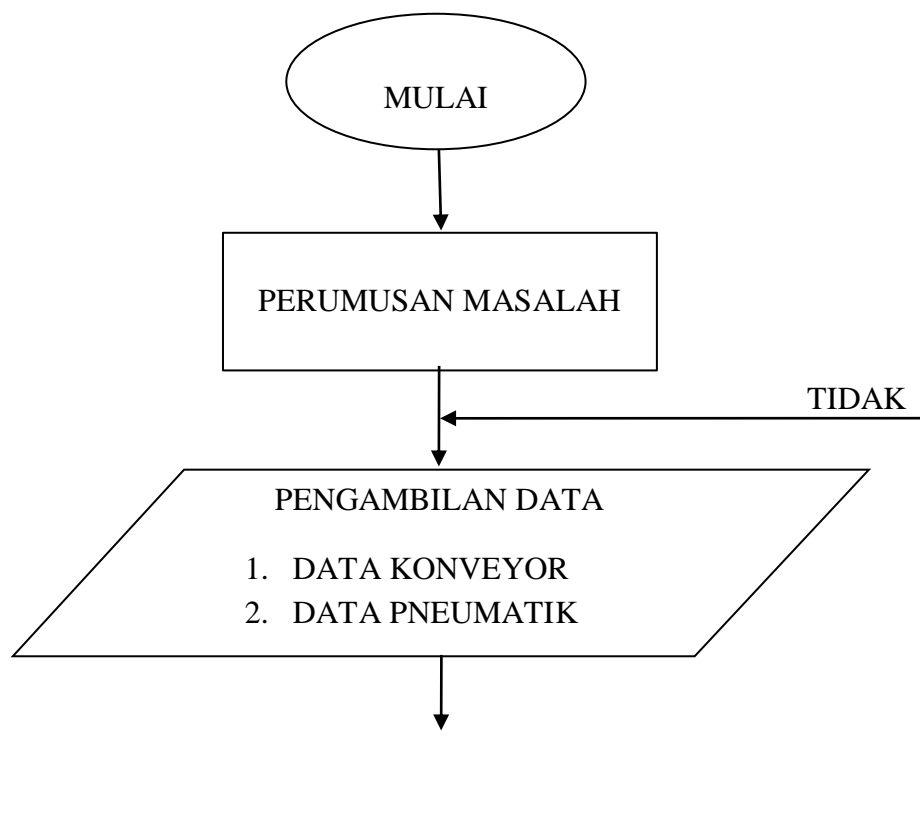 MULAI
PERUMUSAN MASALAH
TIDAK
PENGAMBILAN DATA
1. DATA KONVEYOR
2. DATA PNEUMATIK